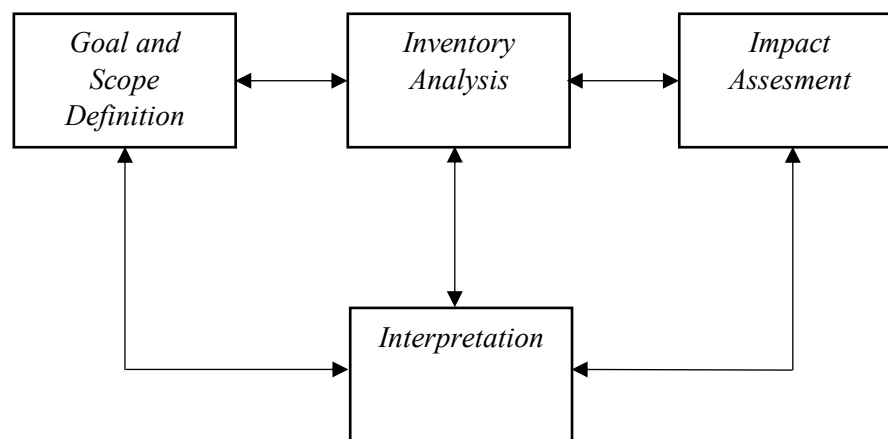 Goal and
Scope
Definition
Inventory
Analysis
Impact
Assesment
Interpretation